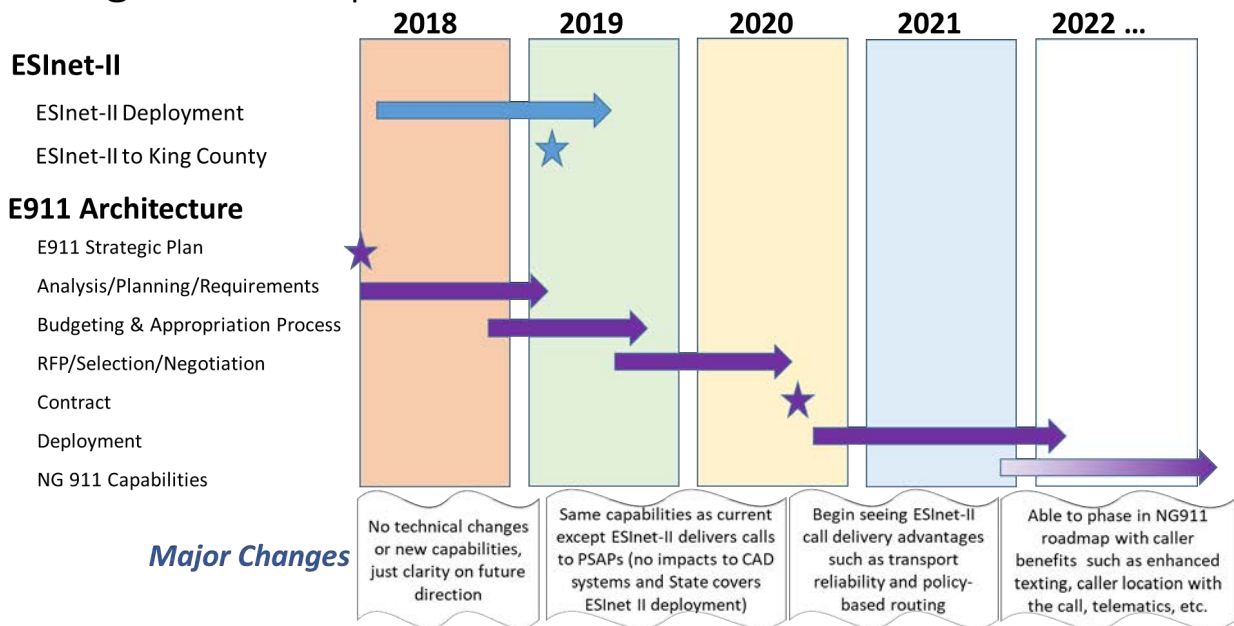 2018 2019 2020 2021 2022 ...
ESInet-II
ESInet-II Deployment
ESInet-II to King County
E911 Architecture
E911 Strategic Plan
Analysis/Planning/Requirements
Budgeting & Appropriation Process
RFP/Selection/Negotiation
Contract
Deployment
NG 911 Capabilities
Major Changes
No technical changes
or new capabilities,
just clarity on future
direction
Same capabilities as current
except ESInet-II delivers calls
to PSAPs (no impacts to CAD
systems and State covers
ESInet II deployment)
Begin seeing ESInet-II
call delivery advantages
such as transport
reliability and policy-
based routing
Able to phase in NG911
roadmap with caller
benefits such as enhanced
texting, caller location with
the call, telematics, etc.